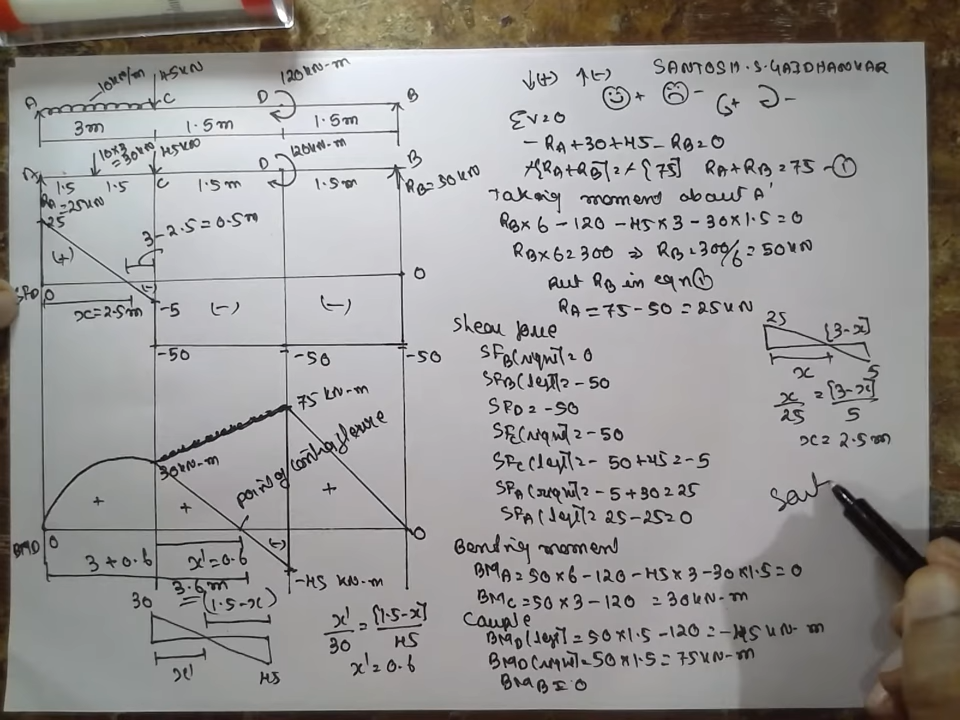 10kN/m
45kN
120kN-m
A
C
D
B
3m
1.5m
1.5m
10x3
=30kN
45kN
120kN-m
A
1.5
1.5
C
1.5m
D
1.5m
B
RA
=25kN
RB=50kN
25
3-2.5=0.5m
(+)
(-)
0
SFD
0
x=2.5m
-5
(-)
(-)
-50
-50
-50
75 kN-m
30kN-m
+
+
+
(-)
BMD
0
0
3+0.6
x'=0.6
3.6m
-45 kN-m
30
(1.5-x)
x'
45
x'/30 = [1.5-x]/45
x'=0.6
↓(+) ↑(-)
SANTOSH.S.GAJDHANKAR
+ - + -
Σv=0
-RA+30+45-RB=0
-[RA+RB]=-[75] RA+RB=75-①
Taking moment about 'A'
RB×6-120-45×3-30×1.5=0
RB×6=300 ⇒ RB=300/6=50kN
put RB in eqn①
RA=75-50=25kN
Shear force
SFB(right)=0
SFB(left)=-50
SFD=-50
SFC(right)=-50
SFC(left)=-50+45=-5
SFA(right)=-5+30=25
SFA(left)=25-25=0
25
[3-x]
x
5
x/25 = [3-x]/5
x=2.5m
Sant
Bending moment
BMA=50×6-120-45×3-30×1.5=0
BMC=50×3-120=30kN-m
Couple
BMD(left)=50×1.5-120=-45kN-m
BMD(right)=50×1.5=75kN-m
BMB=0